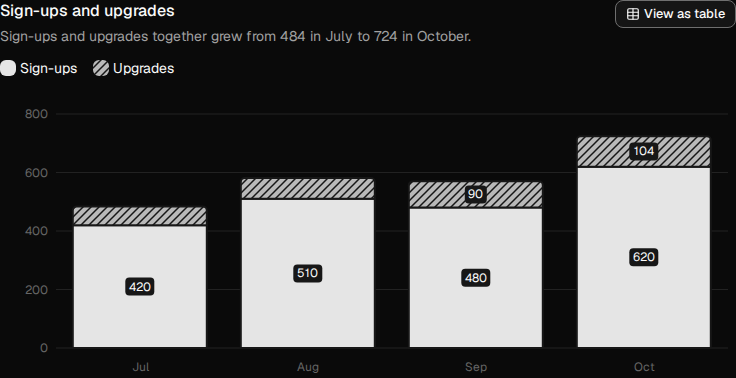 Sign-ups and upgrades
View as table
Sign-ups and upgrades together grew from 484 in July to 724 in October.
Sign-ups
Upgrades
800
600
400
200
0
420
510
90
480
104
620
Jul
Aug
Sep
Oct